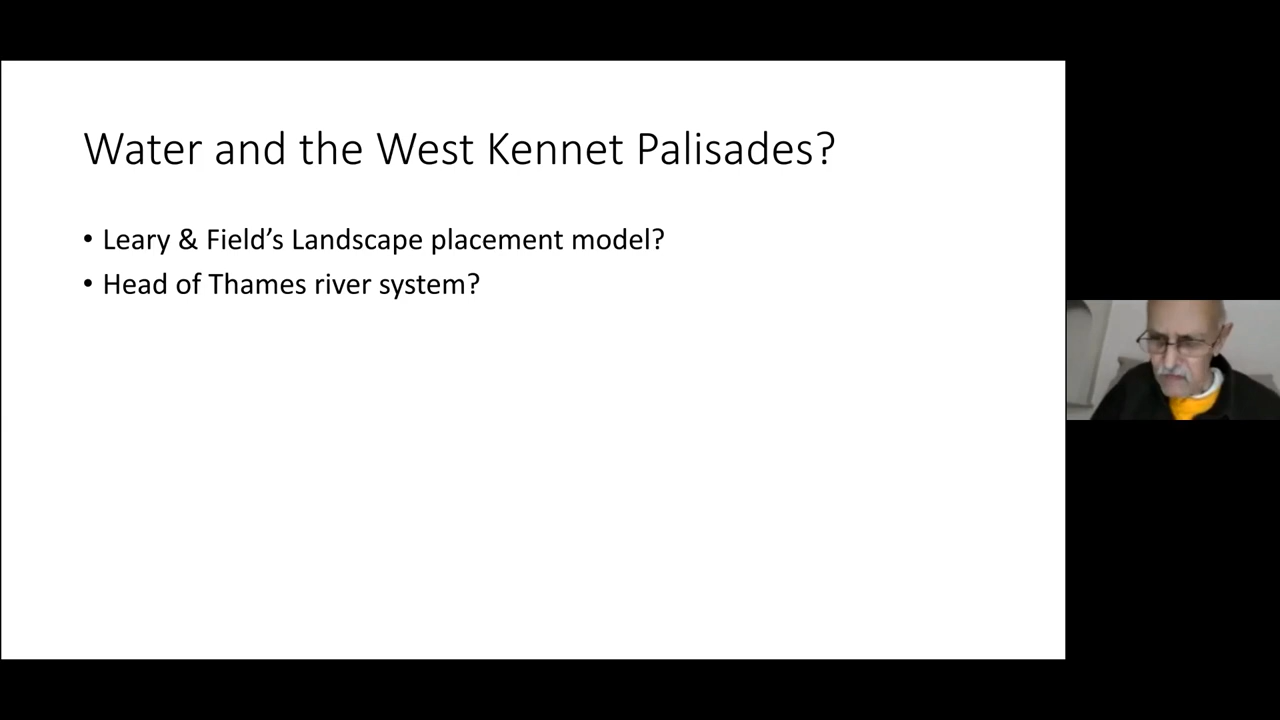 Water and the West Kennet Palisades?
• Leary & Field’s Landscape placement model?
• Head of Thames river system?